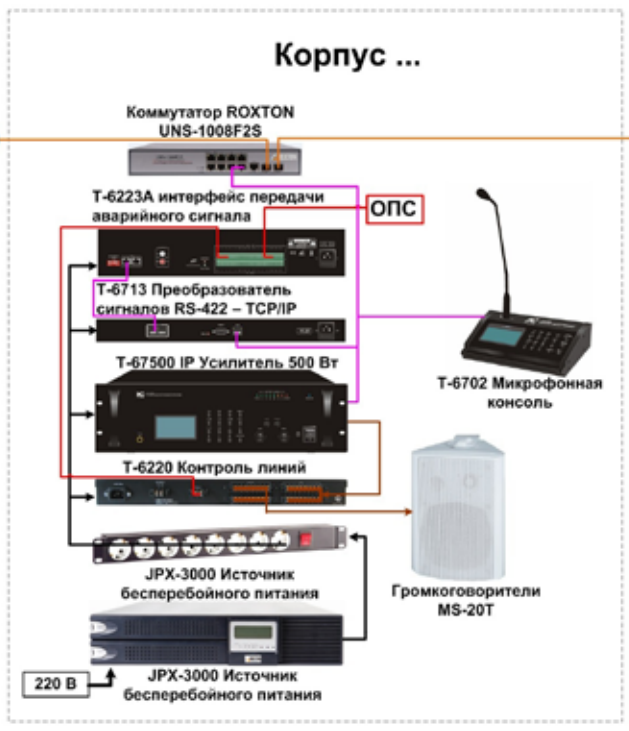 Корпус ...
Коммутатор ROXTON
UNS-1008F2S
Т-6223А интерфейс передачи
аварийного сигнала
ОПС
Т-6713 Преобразователь
сигналов RS-422 – TCP/IP
Т-67500 IP Усилитель 500 Вт
Т-6702 Микрофонная
консоль
Т-6220 Контроль линий
JPX-3000 Источник
бесперебойного питания
Громкоговорители
MS-20T
JPX-3000 Источник
бесперебойного питания
220 В